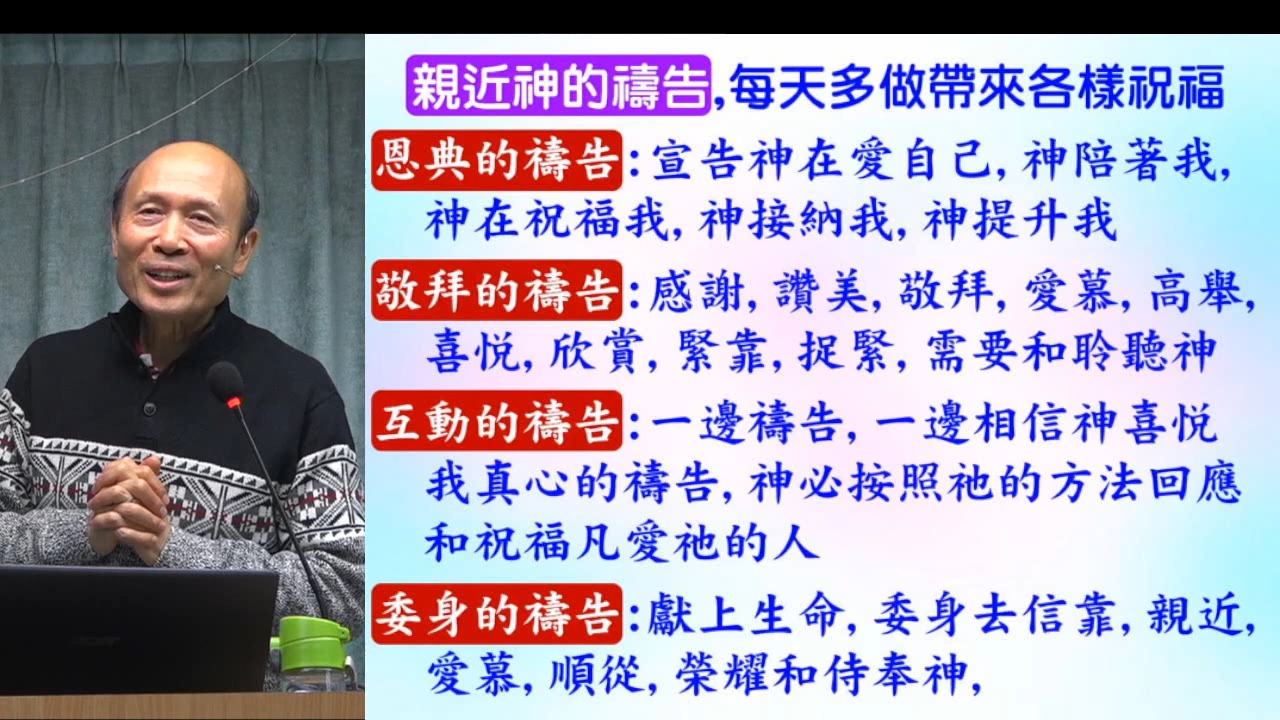 親近神的禱告,每天多做帶來各樣祝福
恩典的禱告:宣告神在愛自己,神陪著我,
神在祝福我,神接納我,神提升我
敬拜的禱告:感謝,讚美,敬拜,愛慕,高舉,
喜悅,欣賞,緊靠,捉緊,需要和聆聽神
互動的禱告:一邊禱告,一邊相信神喜悅
我真心的禱告,神必按照祂的方法回應
和祝福凡愛祂的人
委身的禱告:獻上生命,委身去信靠,親近,
愛慕,順從,榮耀和侍奉神,
acer